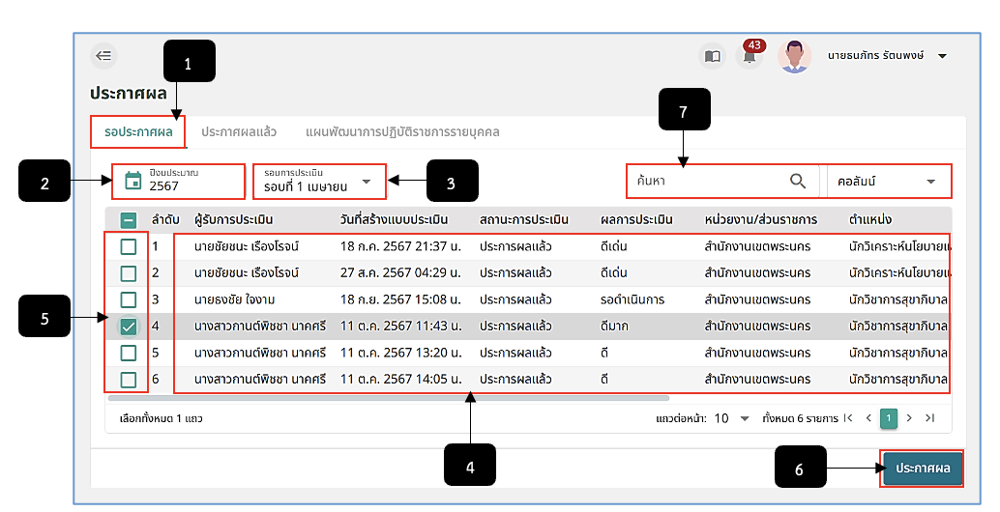 43
นายธนภัทร รัตนพงษ์
1
ประกาศผล
7
รอประกาศผล ประกาศผลแล้ว แผนพัฒนาการปฏิบัติราชการรายบุคคล
2
ปีงบประมาณ
2567
รอบการประเมิน
รอบที่ 1 เมษายน
3
ค้นหา
คอลัมน์
ลำดับ ผู้รับการประเมิน วันที่สร้างแบบประเมิน สถานะการประเมิน ผลการประเมิน หน่วยงาน/ส่วนราชการ ตำแหน่ง
1 นายชัยชนะ เรืองโรจน์ 18 ก.ค. 2567 21:37 น. ประการผลแล้ว ดีเด่น สำนักงานเขตพระนคร นักวิเคราะห์นโยบายแ
2 นายชัยชนะ เรืองโรจน์ 27 ส.ค. 2567 04:29 น. ประการผลแล้ว ดีเด่น สำนักงานเขตพระนคร นักวิเคราะห์นโยบายแ
3 นายธงชัย ใจงาม 18 ก.ย. 2567 15:08 น. ประการผลแล้ว รอดำเนินการ สำนักงานเขตพระนคร นักวิชาการสุขาภิบาล
5
4 นางสาวกานต์พิชชา นาคศรี 11 ต.ค. 2567 11:43 น. ประการผลแล้ว ดีมาก สำนักงานเขตพระนคร นักวิชาการสุขาภิบาล
5 นางสาวกานต์พิชชา นาคศรี 11 ต.ค. 2567 13:20 น. ประการผลแล้ว ดี สำนักงานเขตพระนคร นักวิชาการสุขาภิบาล
6 นางสาวกานต์พิชชา นาคศรี 11 ต.ค. 2567 14:05 น. ประการผลแล้ว ดี สำนักงานเขตพระนคร นักวิชาการสุขาภิบาล
เลือกทั้งหมด 1 แถว แถวต่อหน้า: 10 ทั้งหมด 6 รายการ 1
4
6
ประกาศผล